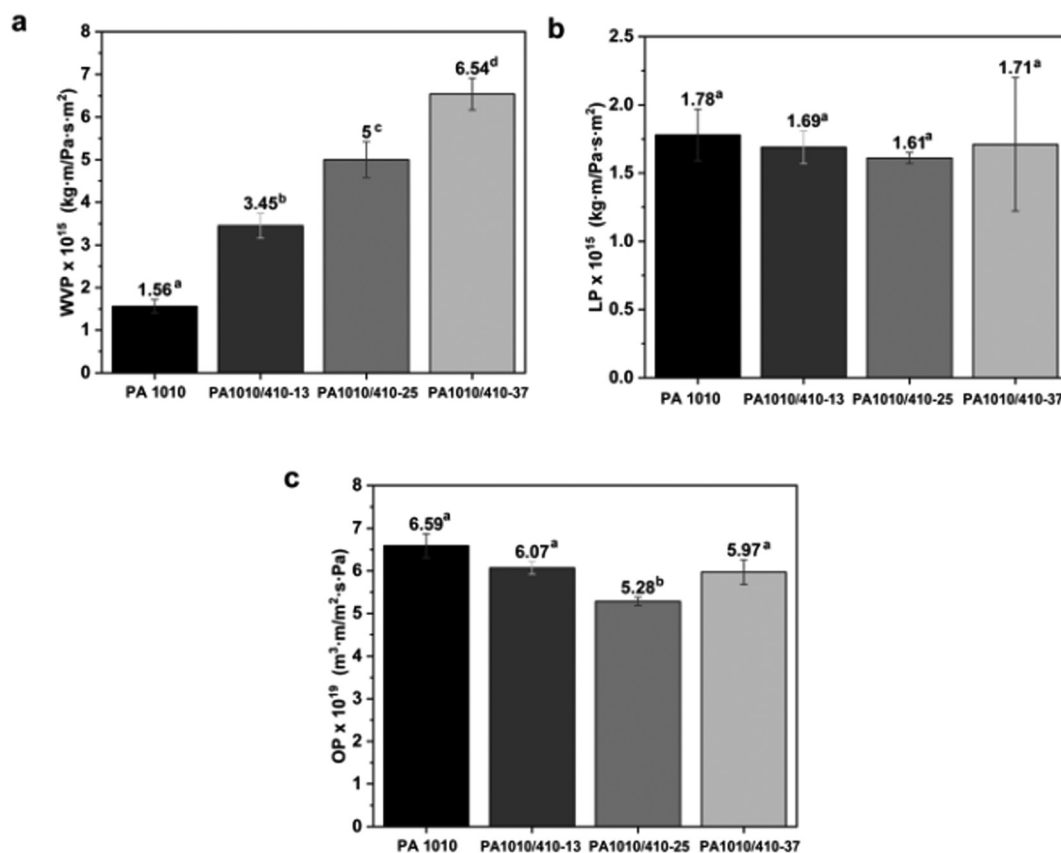 a
WVP x 10¹⁵ (kg·m/Pa·s·m²)
8
7
6
5
4
3
2
1
0
1.56ᵃ
3.45ᵇ
5ᶜ
6.54ᵈ
PA 1010 PA1010/410-13 PA1010/410-25 PA1010/410-37
b
LP x 10¹⁵ (kg·m/Pa·s·m²)
2.5
2.0
1.5
1.0
0.5
0.0
1.78ᵃ
1.69ᵃ
1.61ᵃ
1.71ᵃ
PA 1010 PA1010/410-13 PA1010/410-25 PA1010/410-37
c
OP x 10¹⁹ (m³·m/m²·s·Pa)
8
7
6
5
4
3
2
1
0
6.59ᵃ
6.07ᵃ
5.28ᵇ
5.97ᵃ
PA 1010 PA1010/410-13 PA1010/410-25 PA1010/410-37